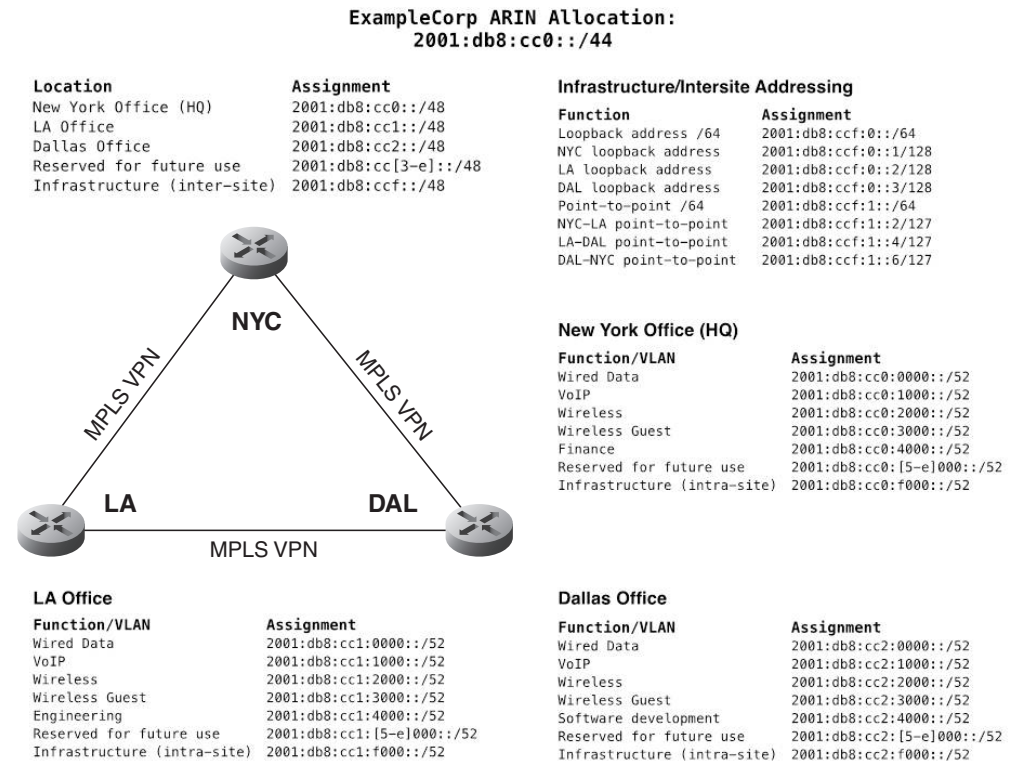 ExampleCorp ARIN Allocation:
2001:db8:cc0::/44
Location Assignment
New York Office (HQ) 2001:db8:cc0::/48
LA Office 2001:db8:cc1::/48
Dallas Office 2001:db8:cc2::/48
Reserved for future use 2001:db8:cc[3-e]::/48
Infrastructure (inter-site) 2001:db8:ccf::/48
Infrastructure/Intersite Addressing
Function Assignment
Loopback address /64 2001:db8:ccf:0::/64
NYC loopback address 2001:db8:ccf:0::1/128
LA loopback address 2001:db8:ccf:0::2/128
DAL loopback address 2001:db8:ccf:0::3/128
Point-to-point /64 2001:db8:ccf:1::/64
NYC-LA point-to-point 2001:db8:ccf:1::2/127
LA-DAL point-to-point 2001:db8:ccf:1::4/127
DAL-NYC point-to-point 2001:db8:ccf:1::6/127
NYC
MPLS VPN
MPLS VPN
LA
DAL
MPLS VPN
New York Office (HQ)
Function/VLAN Assignment
Wired Data 2001:db8:cc0:0000::/52
VoIP 2001:db8:cc0:1000::/52
Wireless 2001:db8:cc0:2000::/52
Wireless Guest 2001:db8:cc0:3000::/52
Finance 2001:db8:cc0:4000::/52
Reserved for future use 2001:db8:cc0:[5-e]000::/52
Infrastructure (intra-site) 2001:db8:cc0:f000::/52
LA Office
Function/VLAN Assignment
Wired Data 2001:db8:cc1:0000::/52
VoIP 2001:db8:cc1:1000::/52
Wireless 2001:db8:cc1:2000::/52
Wireless Guest 2001:db8:cc1:3000::/52
Engineering 2001:db8:cc1:4000::/52
Reserved for future use 2001:db8:cc1:[5-e]000::/52
Infrastructure (intra-site) 2001:db8:cc1:f000::/52
Dallas Office
Function/VLAN Assignment
Wired Data 2001:db8:cc2:0000::/52
VoIP 2001:db8:cc2:1000::/52
Wireless 2001:db8:cc2:2000::/52
Wireless Guest 2001:db8:cc2:3000::/52
Software development 2001:db8:cc2:4000::/52
Reserved for future use 2001:db8:cc2:[5-e]000::/52
Infrastructure (intra-site) 2001:db8:cc2:f000::/52